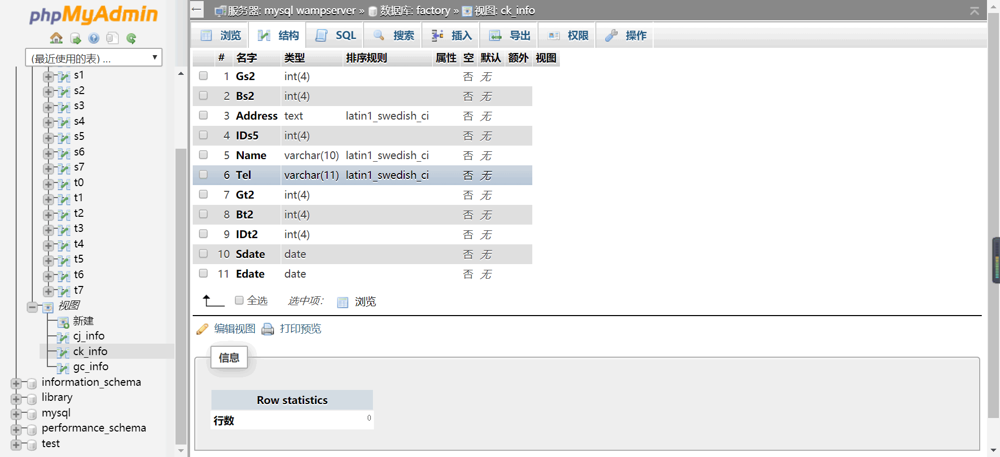 phpMyAdmin
(最近使用的表) ...
s1
s2
s3
s4
s5
s6
s7
t0
t1
t2
t3
t4
t5
t6
t7
视图
新建
cj_info
ck_info
gc_info
information_schema
library
mysql
performance_schema
test
服务器: mysql wampserver » 数据库: factory » 视图: ck_info
浏览 结构 SQL 搜索 插入 导出 权限 操作
# 名字 类型 排序规则 属性 空 默认 额外 视图
1 Gs2 int(4) 否 无
2 Bs2 int(4) 否 无
3 Address text latin1_swedish_ci 否 无
4 IDs5 int(4) 否 无
5 Name varchar(10) latin1_swedish_ci 否 无
6 Tel varchar(11) latin1_swedish_ci 否 无
7 Gt2 int(4) 否 无
8 Bt2 int(4) 否 无
9 IDt2 int(4) 否 无
10 Sdate date 否 无
11 Edate date 否 无
全选 选中项: 浏览
编辑视图 打印预览
信息
Row statistics
行数 0